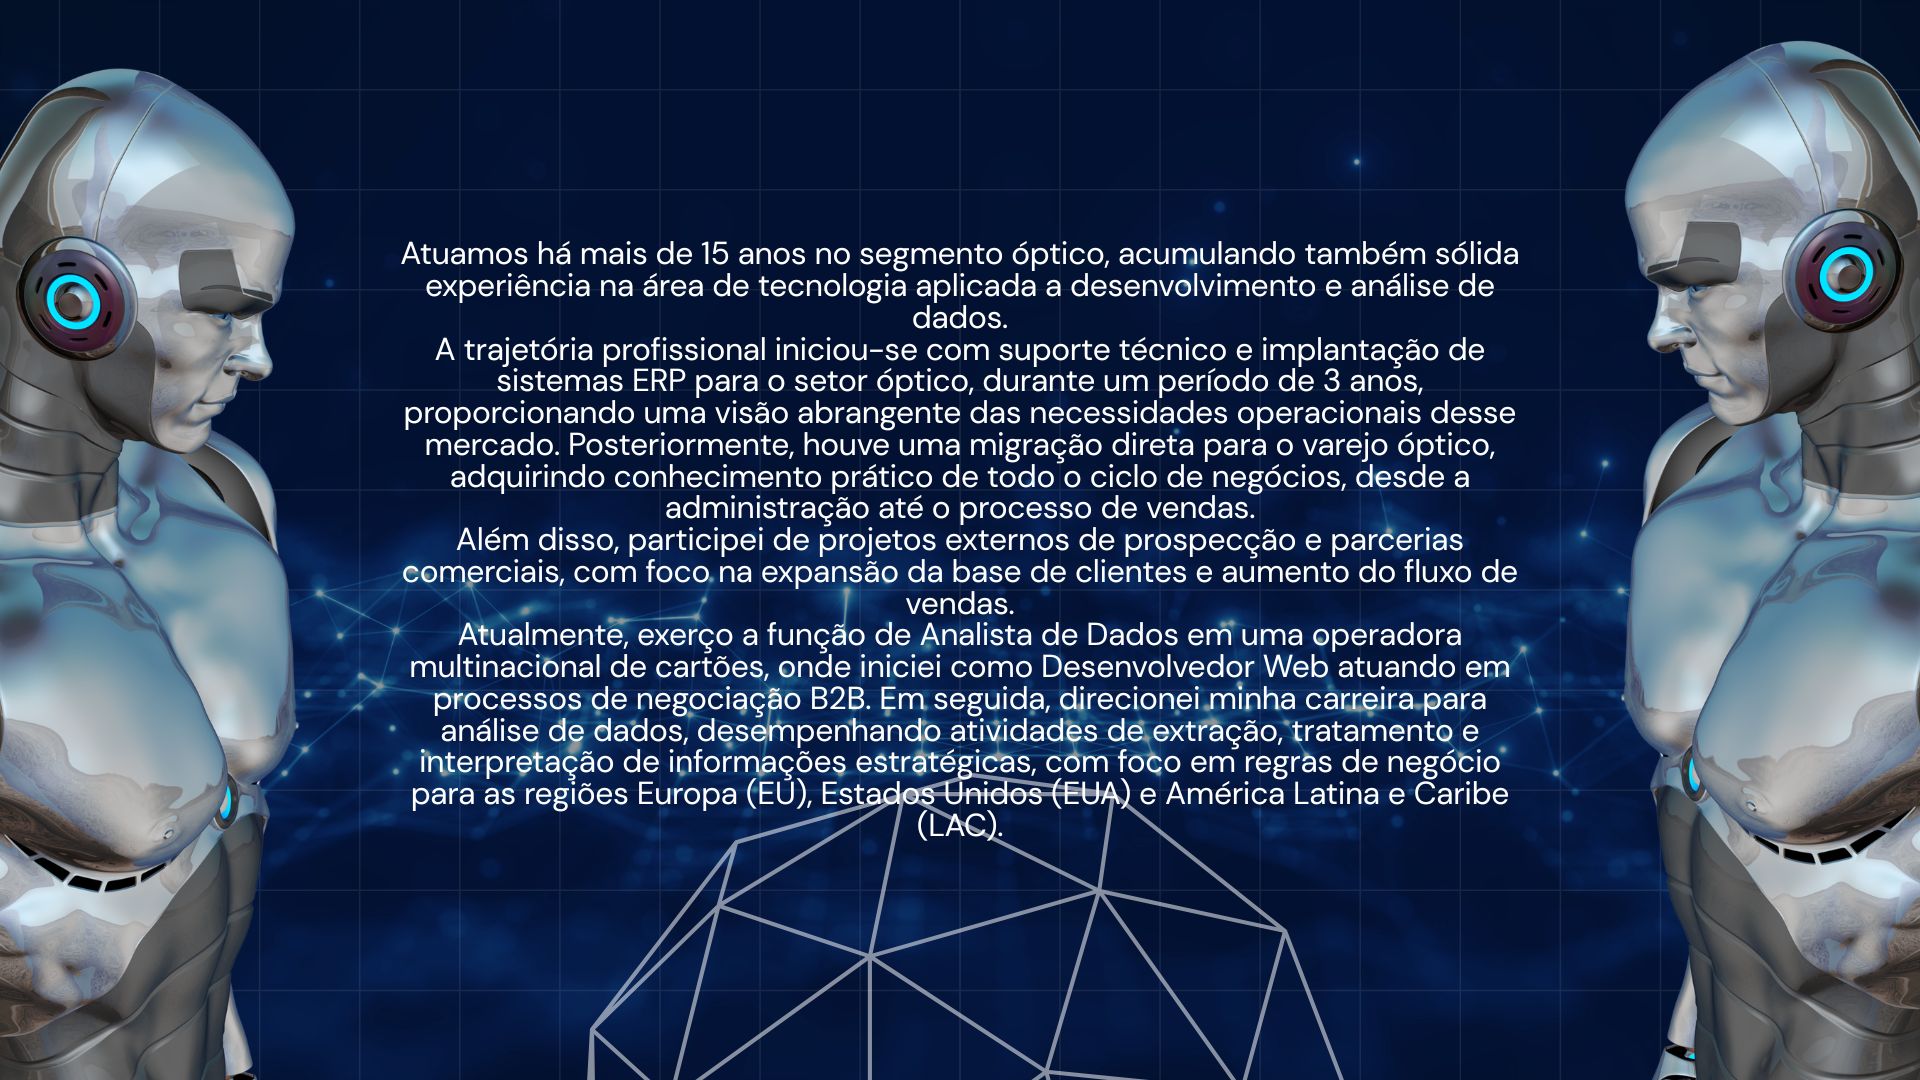 Atuamos há mais de 15 anos no segmento óptico, acumulando também sólida
experiência na área de tecnologia aplicada a desenvolvimento e análise de
dados.
A trajetória profissional iniciou-se com suporte técnico e implantação de
sistemas ERP para o setor óptico, durante um período de 3 anos,
proporcionando uma visão abrangente das necessidades operacionais desse
mercado. Posteriormente, houve uma migração direta para o varejo óptico,
adquirindo conhecimento prático de todo o ciclo de negócios, desde a
administração até o processo de vendas.
Além disso, participei de projetos externos de prospecção e parcerias
comerciais, com foco na expansão da base de clientes e aumento do fluxo de
vendas.
Atualmente, exerço a função de Analista de Dados em uma operadora
multinacional de cartões, onde iniciei como Desenvolvedor Web atuando em
processos de negociação B2B. Em seguida, direcionei minha carreira para
análise de dados, desempenhando atividades de extração, tratamento e
interpretação de informações estratégicas, com foco em regras de negócio
para as regiões Europa (EU), Estados Unidos (EUA) e América Latina e Caribe
(LAC).